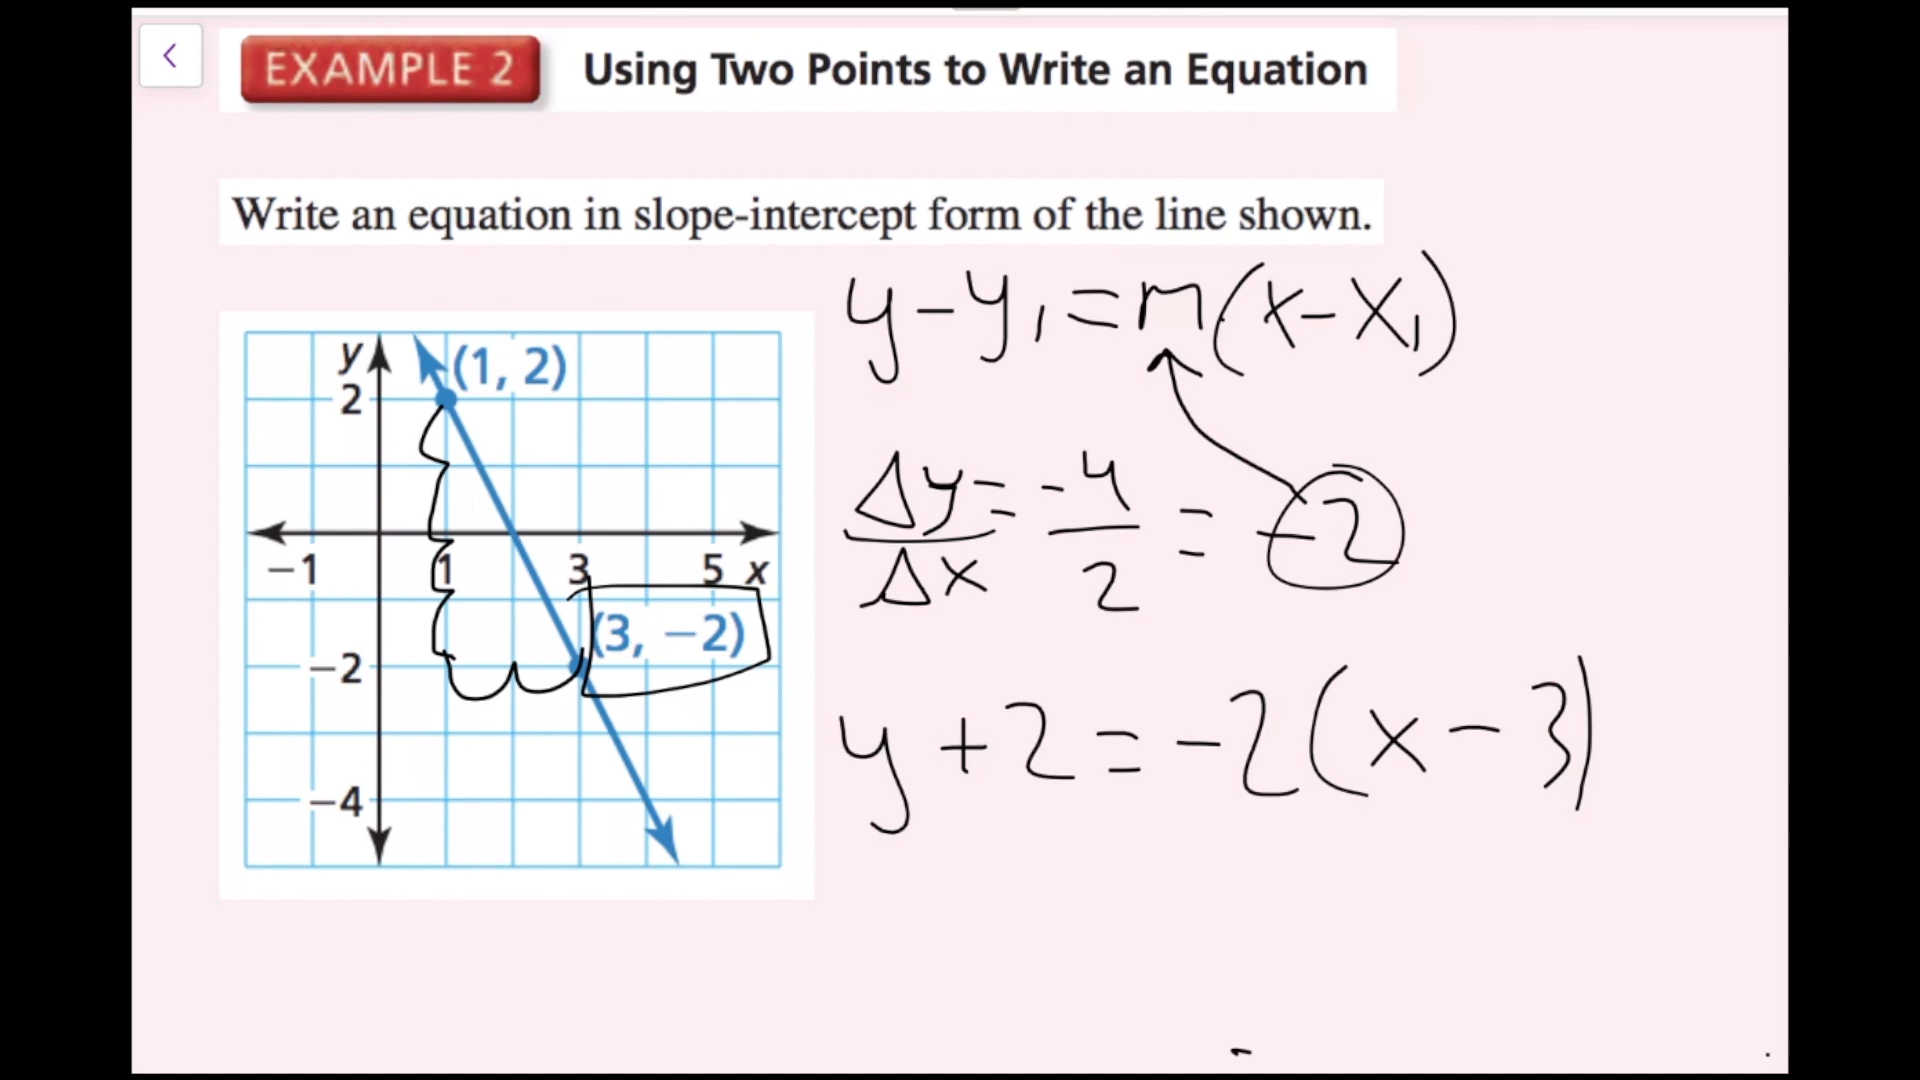 EXAMPLE 2 Using Two Points to Write an Equation
Write an equation in slope-intercept form of the line shown.
y - y₁ = m(x - x₁)
y
(1, 2)
2
Δy/Δx = -4/2 = -2
-1 1 3 5 x
(3, -2)
-2
y + 2 = -2(x - 3)
-4